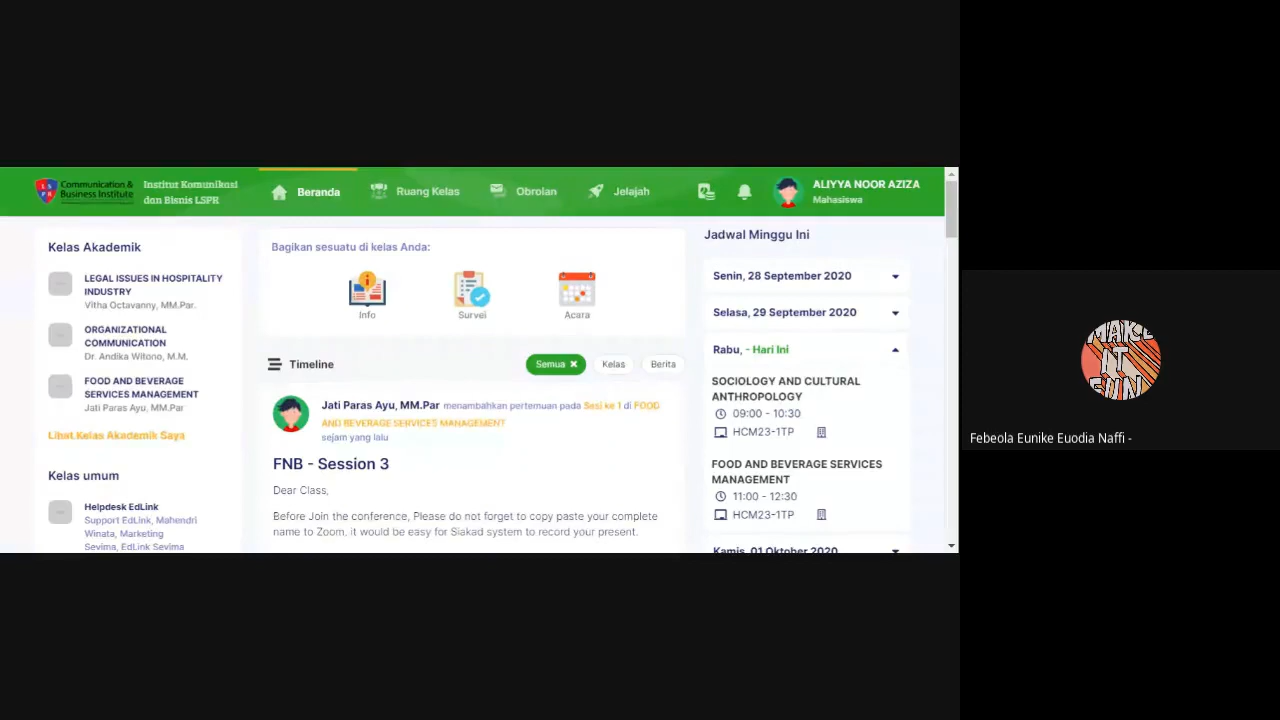 LSPR
Communication &
Business Institute
Institut Komunikasi
dan Bisnis LSPR
Beranda
Ruang Kelas
Obrolan
Jelajah
ALIYYA NOOR AZIZA
Mahasiswa
Kelas Akademik
LEGAL ISSUES IN HOSPITALITY
INDUSTRY
Vitha Octavanny, MM.Par.
ORGANIZATIONAL
COMMUNICATION
Dr. Andika Witono, M.M.
FOOD AND BEVERAGE
SERVICES MANAGEMENT
Jati Paras Ayu, MM.Par
Lihat Kelas Akademik Saya
Kelas umum
Helpdesk EdLink
Support EdLink, Mahendri
Winata, Marketing
Sevima, EdLink Sevima
Bagikan sesuatu di kelas Anda:
Info
Survei
Acara
Timeline
Semua ×
Kelas
Berita
Jati Paras Ayu, MM.Par menambahkan pertemuan pada Sesi ke 1 di FOOD
AND BEVERAGE SERVICES MANAGEMENT
sejam yang lalu
FNB - Session 3
Dear Class,
Before Join the conference, Please do not forget to copy paste your complete
name to Zoom, it would be easy for Siakad system to record your present.
Jadwal Minggu Ini
Senin, 28 September 2020
Selasa, 29 September 2020
Rabu, - Hari Ini
SOCIOLOGY AND CULTURAL
ANTHROPOLOGY
09:00 - 10:30
HCM23-1TP
FOOD AND BEVERAGE SERVICES
MANAGEMENT
11:00 - 12:30
HCM23-1TP
Kamis, 01 Oktober 2020
MAKE
IT
FUN
Febeola Eunike Euodia Naffi -